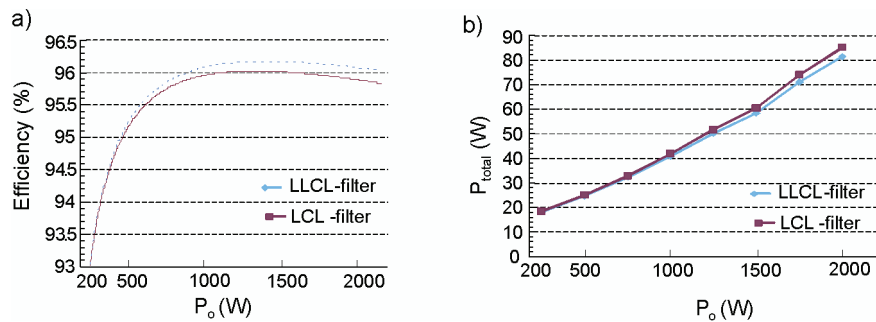 a)
Efficiency (%)
96.5
96
95.5
95
94.5
94
93.5
93
200 500 1000 1500 2000
Po (W)
LLCL-filter
LCL -filter
b)
Ptotal (W)
90
80
70
60
50
40
30
20
10
0
200 500 1000 1500 2000
Po (W)
LLCL-filter
LCL -filter